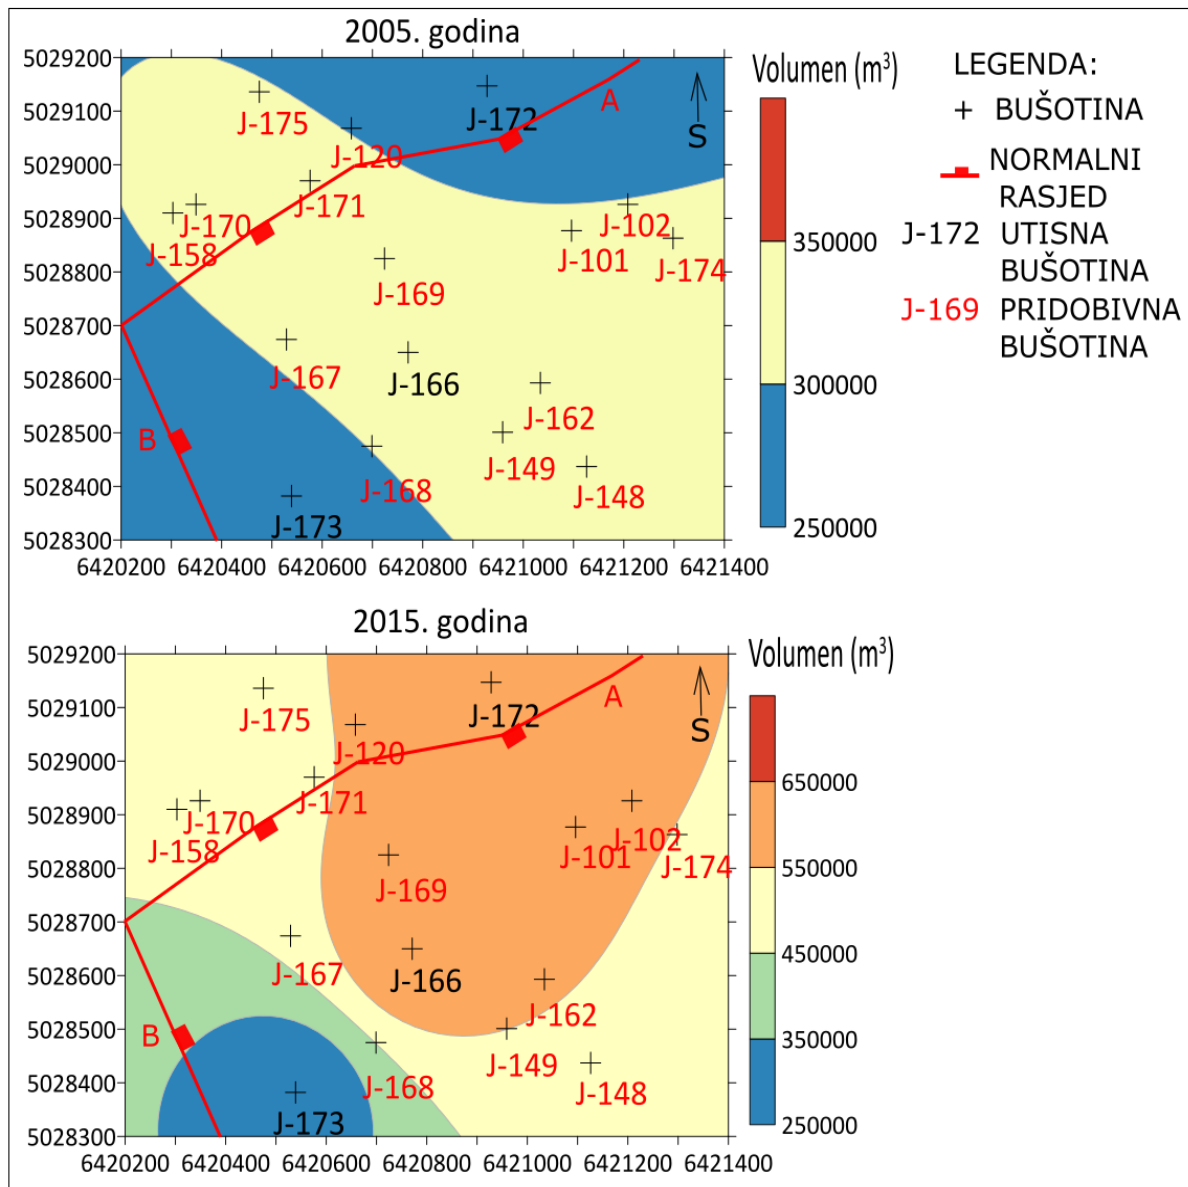 2005. godina
5029200
5029100
5029000
5028900
5028800
5028700
5028600
5028500
5028400
5028300
6420200 6420400 6420600 6420800 6421000 6421200 6421400
J-175
J-172
A
S
J-120
J-171
J-170
J-158
J-102
J-101
J-174
J-169
J-167
J-166
J-162
B
J-149
J-168
J-148
J-173
Volumen (m³)
350000
300000
250000
LEGENDA:
BUŠOTINA
NORMALNI
RASJED
J-172 UTISNA
BUŠOTINA
J-169 PRIDOBIVNA
BUŠOTINA
2015. godina
5029200
5029100
5029000
5028900
5028800
5028700
5028600
5028500
5028400
5028300
6420200 6420400 6420600 6420800 6421000 6421200 6421400
J-175
J-172
A
S
J-120
J-171
J-170
J-158
J-102
J-101
J-174
J-169
J-167
J-166
J-162
B
J-149
J-168
J-148
J-173
Volumen (m³)
650000
550000
450000
350000
250000